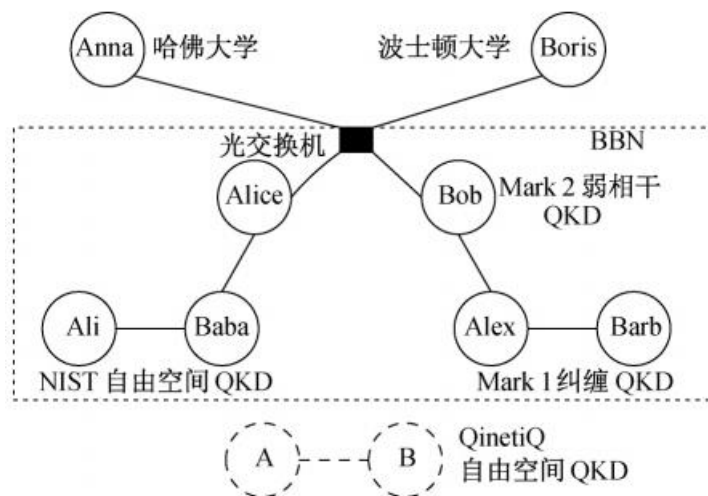 Anna 哈佛大学
波士顿大学 Boris
光交换机
BBN
Alice
Bob
Mark 2 弱相干
QKD
Ali
Baba
Alex
Barb
NIST 自由空间 QKD
Mark 1 纠缠 QKD
A
B
QinetiQ
自由空间 QKD